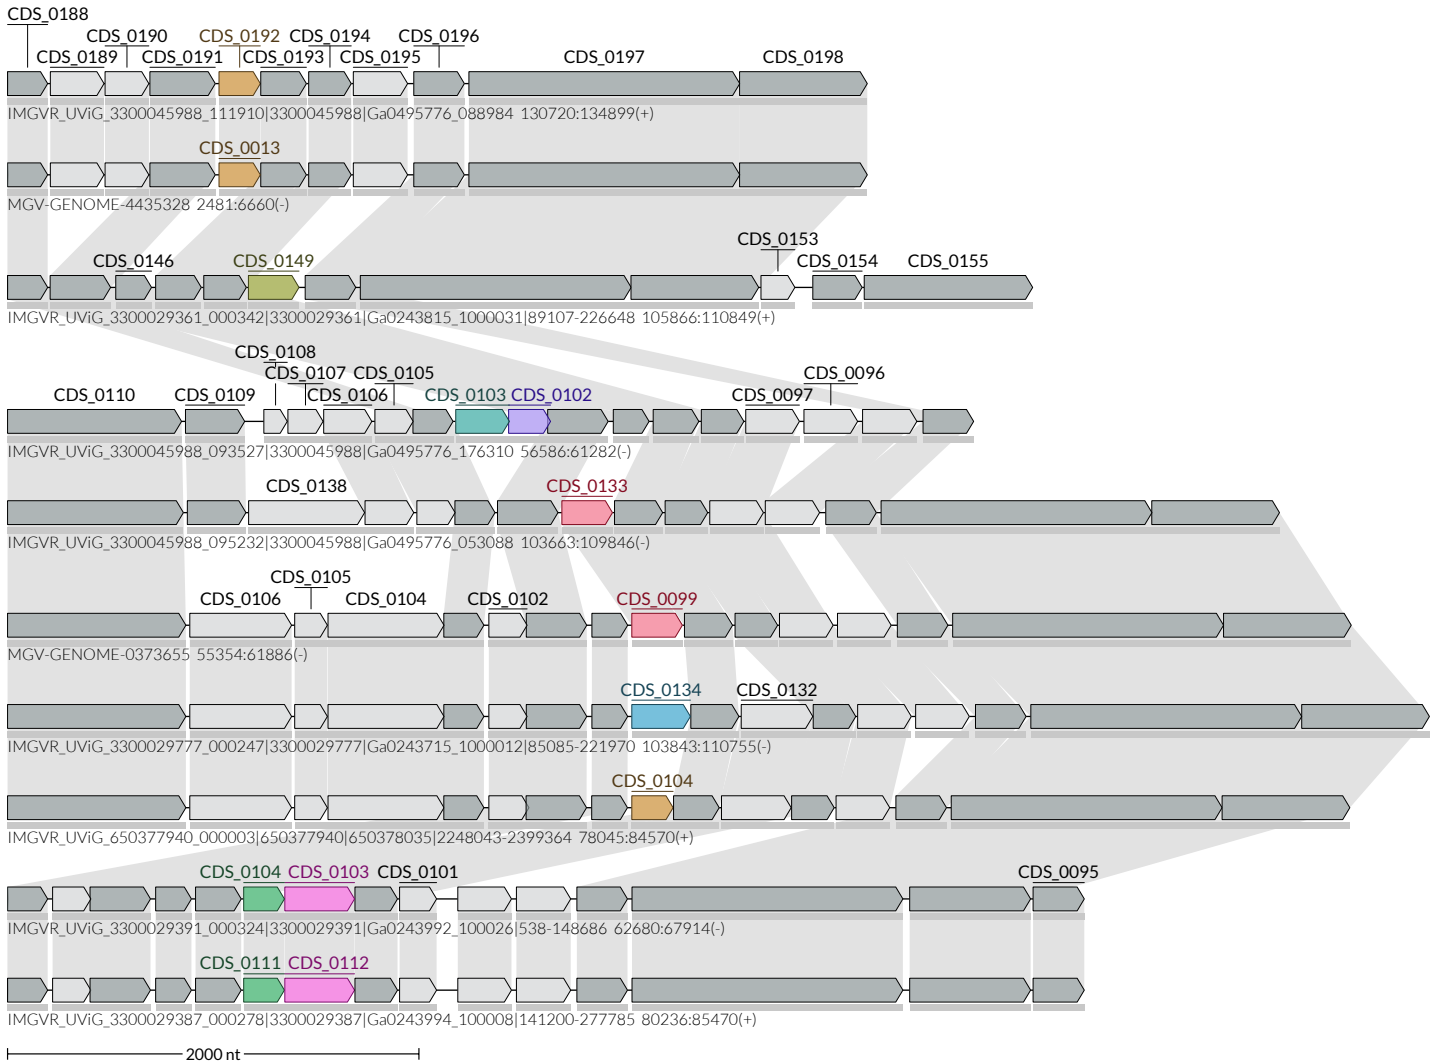 CDS_0188
CDS_0190 CDS_0192 CDS_0194 CDS_0196
CDS_0189 CDS_0191 CDS_0193 CDS_0195 CDS_0197 CDS_0198
IMGVR_UViG_3300045988_111910|3300045988|Ga0495776_088984 130720:134899(+)
CDS_0013
MGV-GENOME-4435328 2481:6660(-)
CDS_0153
CDS_0146 CDS_0149 CDS_0154 CDS_0155
IMGVR_UViG_3300029361_000342|3300029361|Ga0243815_1000031|89107-226648 105866:110849(+)
CDS_0108
CDS_0107 CDS_0105 CDS_0096
CDS_0110 CDS_0109 CDS_0106 CDS_0103 CDS_0102 CDS_0097
IMGVR_UViG_3300045988_093527|3300045988|Ga0495776_176310 56586:61282(-)
CDS_0138 CDS_0133
IMGVR_UViG_3300045988_095232|3300045988|Ga0495776_053088 103663:109846(-)
CDS_0105
CDS_0106 CDS_0104 CDS_0102 CDS_0099
MGV-GENOME-0373655 55354:61886(-)
CDS_0134 CDS_0132
IMGVR_UViG_3300029777_000247|3300029777|Ga0243715_1000012|85085-221970 103843:110755(-)
CDS_0104
IMGVR_UViG_650377940_000003|650377940|650378035|2248043-2399364 78045:84570(+)
CDS_0104 CDS_0103 CDS_0101 CDS_0095
IMGVR_UViG_3300029391_000324|3300029391|Ga0243992_100026|538-148686 62680:67914(-)
CDS_0111 CDS_0112
IMGVR_UViG_3300029387_000278|3300029387|Ga0243994_100008|141200-277785 80236:85470(+)
2000 nt